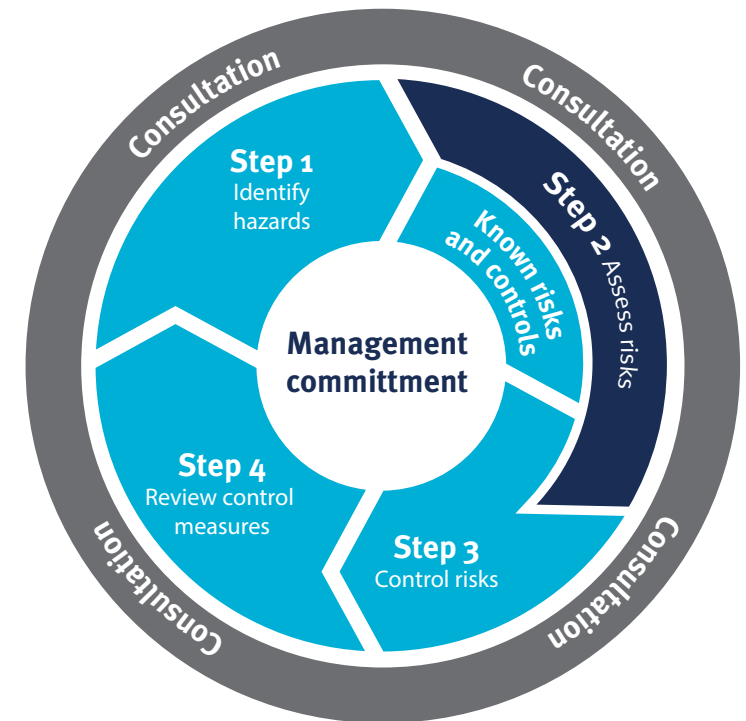 Consultation
Consultation
Step 1
Identify
hazards
Step 2 Assess risks
Known risks
and controls
Management
committment
Step 4
Review control
measures
Step 3
Control risks
Consultation
Consultation